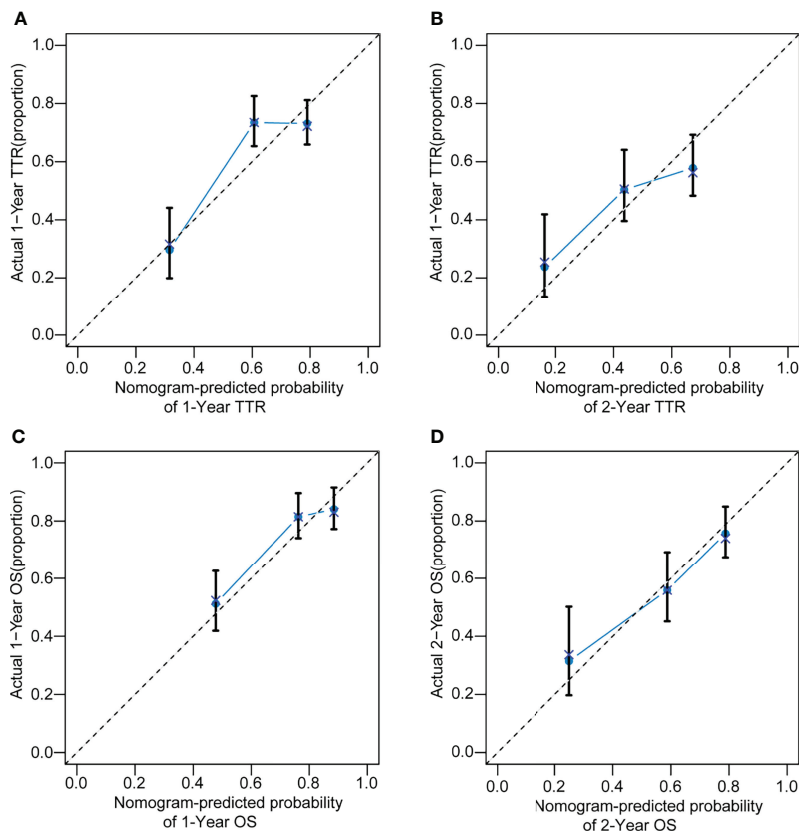 A
Actual 1−Year TTR(proportion)
1.0
0.8
0.6
0.4
0.2
0.0
0.0 0.2 0.4 0.6 0.8 1.0
Nomogram-predicted probability
of 1-Year TTR
B
Actual 1−Year TTR(proportion)
1.0
0.8
0.6
0.4
0.2
0.0
0.0 0.2 0.4 0.6 0.8 1.0
Nomogram-predicted probability
of 2-Year TTR
C
Actual 1−Year OS(proportion)
1.0
0.8
0.6
0.4
0.2
0.0
0.0 0.2 0.4 0.6 0.8 1.0
Nomogram-predicted probability
of 1-Year OS
D
Actual 2−Year OS(proportion)
1.0
0.8
0.6
0.4
0.2
0.0
0.0 0.2 0.4 0.6 0.8 1.0
Nomogram-predicted probability
of 2-Year OS